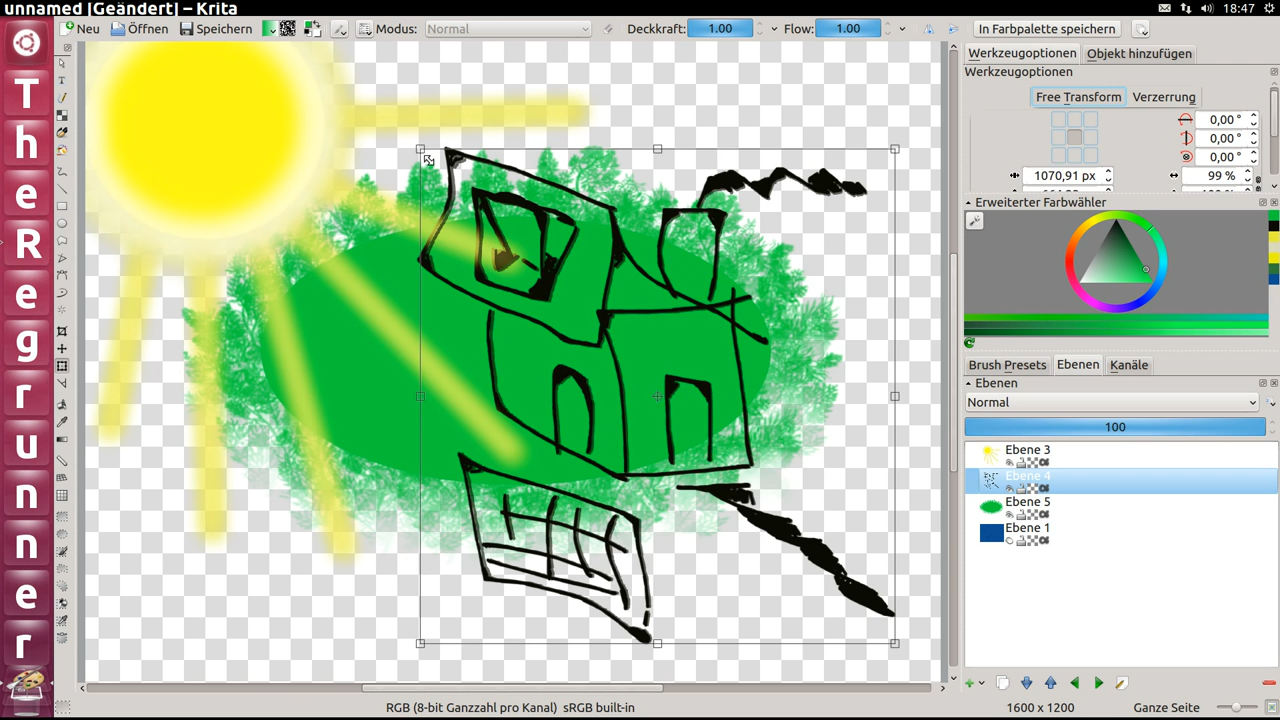 unnamed [Geändert] – Krita
18:47
Neu
Öffnen
Speichern
Modus:
Normal
Deckkraft:
1.00
Flow:
1.00
In Farbpalette speichern
T
h
e
R
e
g
r
u
n
n
e
r
Werkzeugoptionen
Objekt hinzufügen
Werkzeugoptionen
Free Transform
Verzerrung
0,00 °
0,00 °
0,00 °
1070,91 px
99 %
Erweiterter Farbwähler
Brush Presets
Ebenen
Kanäle
Ebenen
Normal
100
Ebene 3
Ebene 4
Ebene 5
Ebene 1
RGB (8-bit Ganzzahl pro Kanal) sRGB built-in
1600 x 1200
Ganze Seite